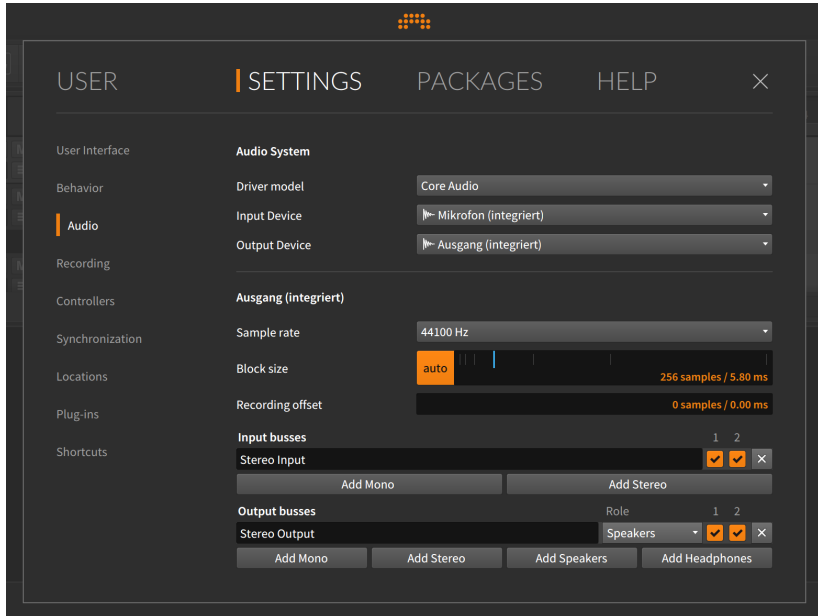 USER SETTINGS PACKAGES HELP
User Interface
Behavior
Audio
Recording
Controllers
Synchronization
Locations
Plug-ins
Shortcuts
Audio System
Driver model Core Audio
Input Device Mikrofon (integriert)
Output Device Ausgang (integriert)
Ausgang (integriert)
Sample rate 44100 Hz
Block size auto 256 samples / 5.80 ms
Recording offset 0 samples / 0.00 ms
Input busses 1 2
Stereo Input
Add Mono Add Stereo
Output busses Role 1 2
Stereo Output Speakers
Add Mono Add Stereo Add Speakers Add Headphones